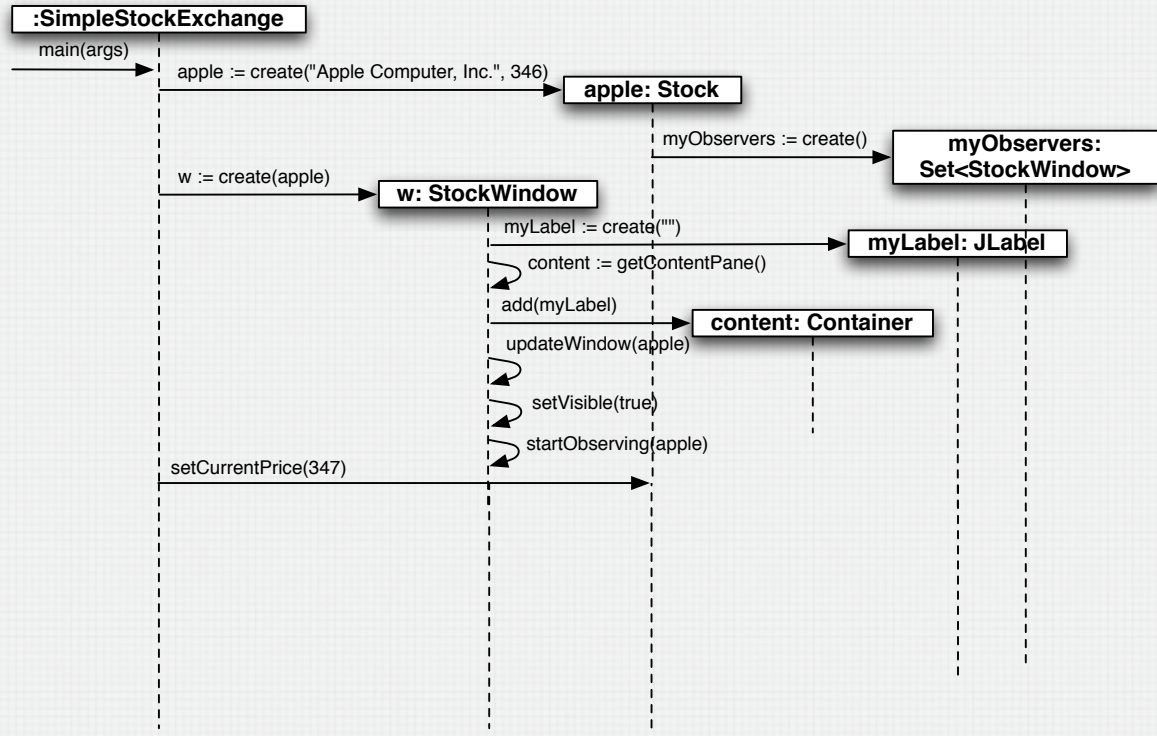 :SimpleStockExchange
main(args)
apple := create("Apple Computer, Inc.", 346)
apple: Stock
myObservers := create()
myObservers:
Set<StockWindow>
w := create(apple)
w: StockWindow
myLabel := create("")
myLabel: JLabel
content := getContentPane()
add(myLabel)
content: Container
updateWindow(apple)
setVisible(true)
startObserving(apple)
setCurrentPrice(347)